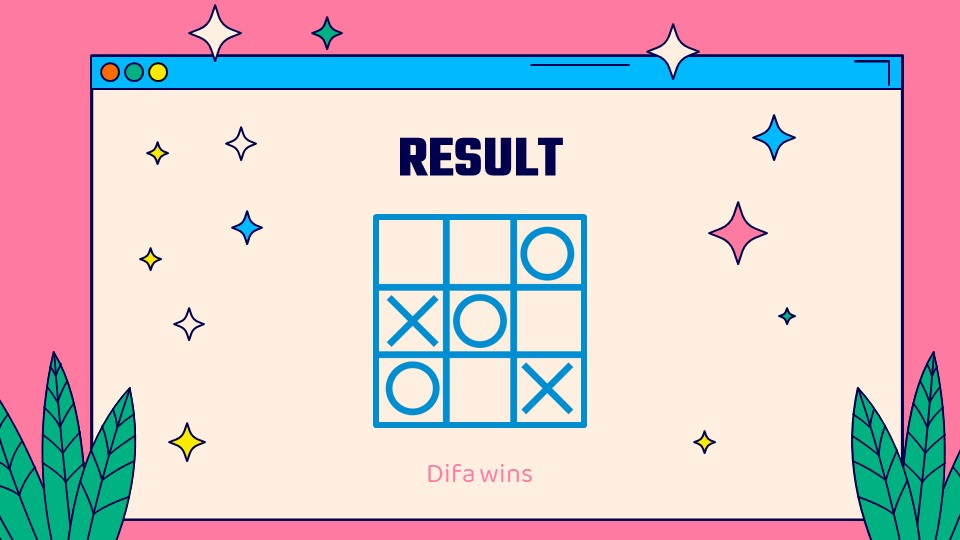 RESULT
O
X O
O X
Difa wins